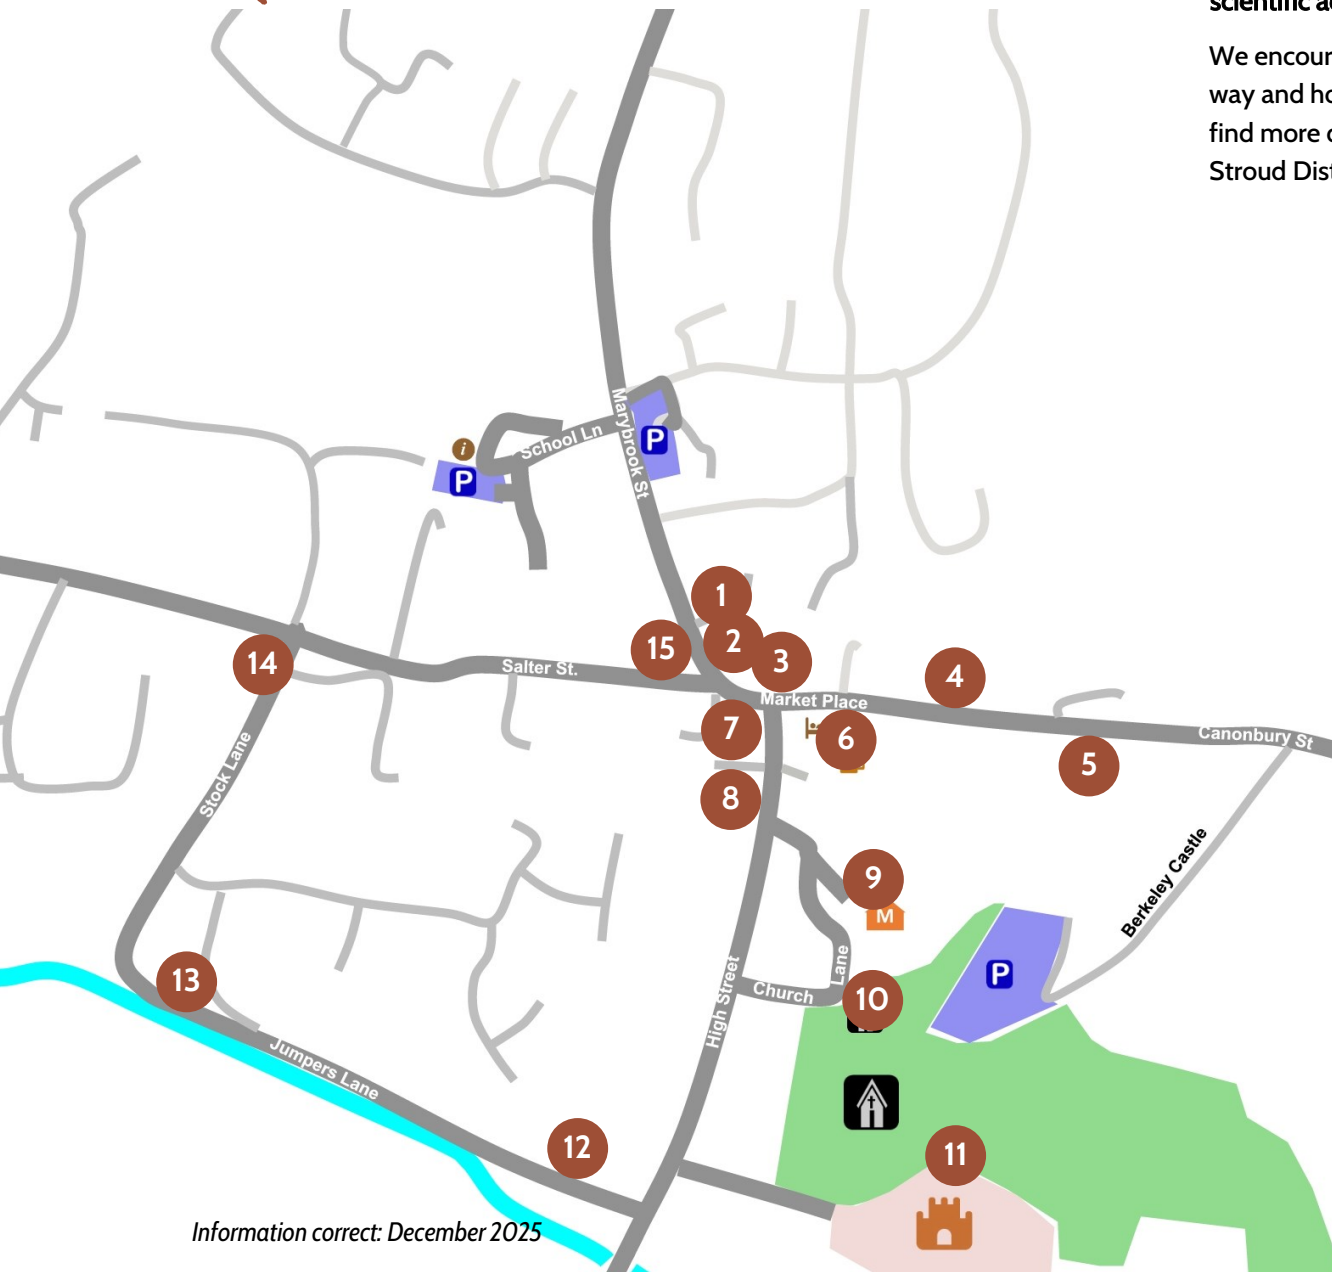 scientific a
We encour
way and ho
find more
Stroud Dist
Marybrook St
School Ln
P
i
P
1
2
15
3
14
Salter St.
4
Market Place
7
6
Canonbury St
5
Stock Lane
8
9
M
Berkeley Castle
Lane
P
13
High Street
Church
10
Jumpers Lane
12
11
Information correct: December 2025